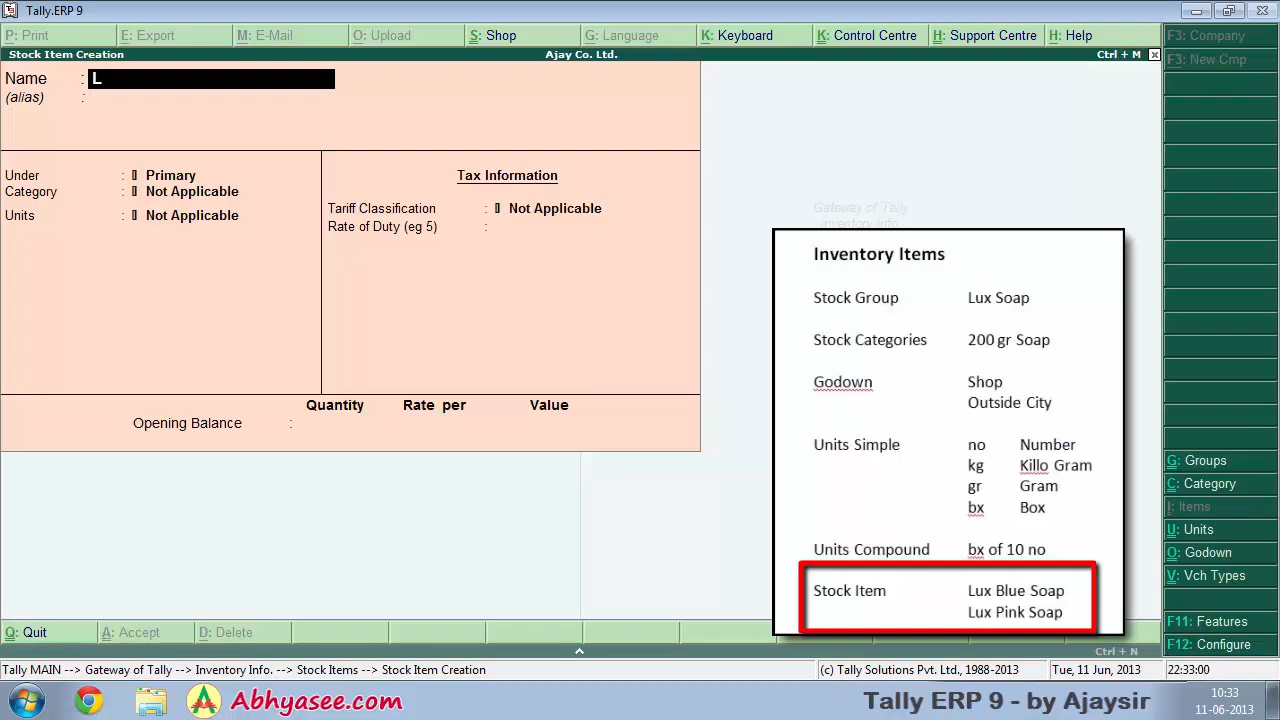 Tally.ERP 9
P: Print E: Export M: E-Mail O: Upload S: Shop G: Language K: Keyboard K: Control Centre H: Support Centre H: Help F3: Company
Stock Item Creation Ajay Co. Ltd. Ctrl + M F3: New Cmp
Name : L
(alias) :
Under : Primary
Category : Not Applicable
Units : Not Applicable
Tax Information
Tariff Classification : Not Applicable
Rate of Duty (eg 5) :
Quantity Rate per Value
Opening Balance :
Gateway of Tally
Inventory Info.
Inventory Items
Stock Group Lux Soap
Stock Categories 200 gr Soap
Godown Shop
Outside City
Units Simple no Number
kg Killo Gram
gr Gram
bx Box
Units Compound bx of 10 no
Stock Item Lux Blue Soap
Lux Pink Soap
G: Groups
C: Category
I: Items
U: Units
O: Godown
V: Vch Types
F11: Features
F12: Configure
Q: Quit A: Accept D: Delete
Ctrl + N
Tally MAIN --> Gateway of Tally --> Inventory Info. --> Stock Items --> Stock Item Creation (c) Tally Solutions Pvt. Ltd., 1988-2013 Tue, 11 Jun, 2013 22:33:00
Abhyasee.com Tally ERP 9 - by Ajaysir 10:33
11-06-2013